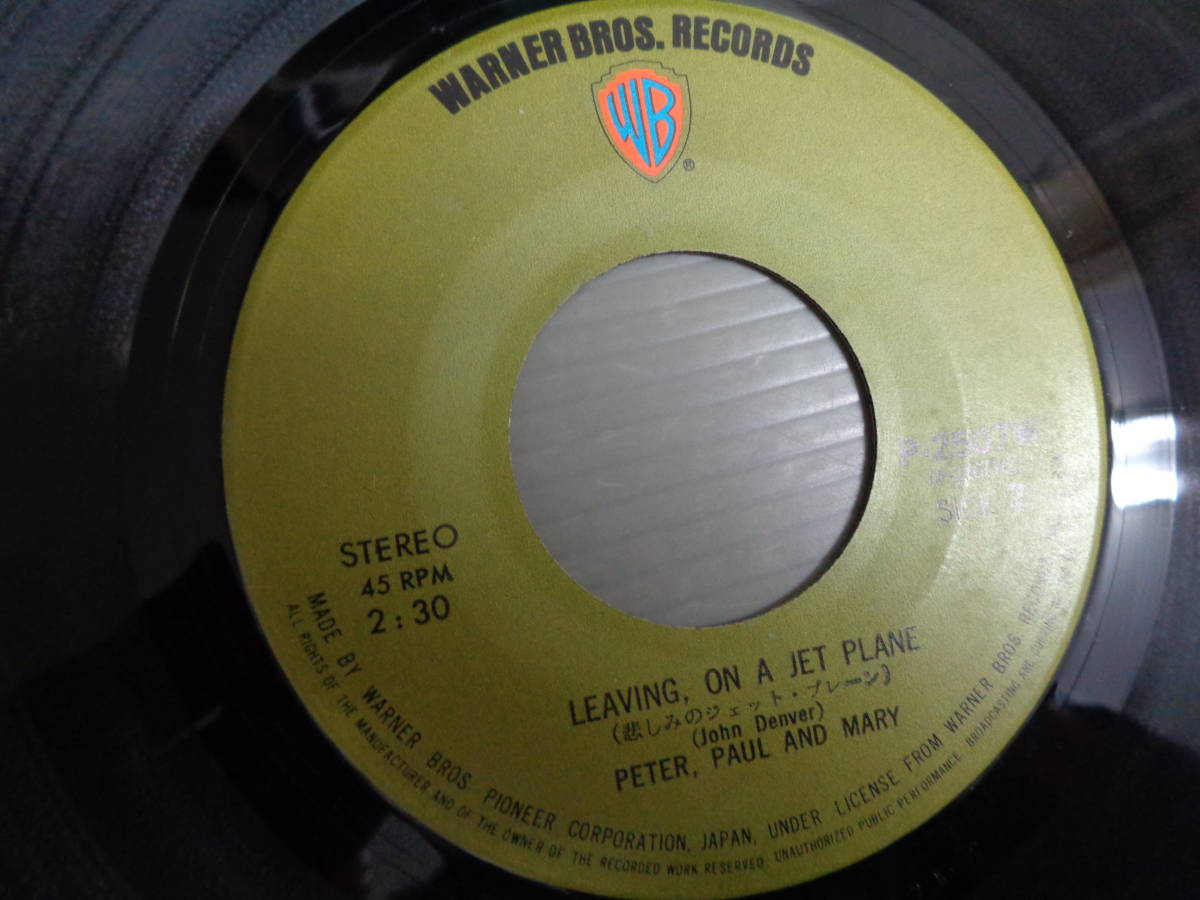 WARNER BROS. RECORDS
WB
®
STEREO
45 RPM
2:30
SIDE 2
LEAVING, ON A JET PLANE
(悲しみのジェット・プレーン)
(John Denver)
PETER, PAUL AND MARY
MADE BY WARNER BROS PIONEER CORPORATION, JAPAN, UNDER LICENSE FROM WARNER BROS. RECORDS
ALL RIGHTS OF THE MANUFACTURER AND OF THE OWNER OF THE RECORDED WORK RESERVED UNAUTHORIZED PUBLIC PERFORMANCE, BROADCASTING AND